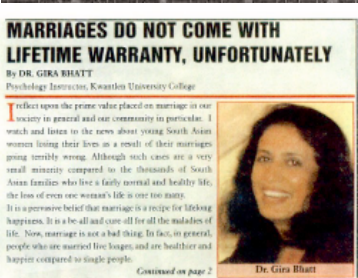 MARRIAGES DO NOT COME WITH
LIFETIME WARRANTY, UNFORTUNATELY
By DR. GIRA BHATT
Psychology Instructor, Kwantlen University College
I reflect upon the prime value placed on marriage in our
society in general and our community in particular. I
watch and listen to the news about young South Asian
women losing their lives as a result of their marriages
going terribly wrong. Although such cases are a very
small minority compared to the thousands of South
Asian families who live a fairly normal and healthy life,
the loss of even one woman's life is one too many.
It is a pervasive belief that marriage is a recipe for lifelong
happiness. It is a be-all and cure-all for all the maladies of
life. Now, marriage is not a bad thing. In fact, in general,
people who are married live longer, and are healthier and
happier compared to single people.
Continued on page 2
Dr. Gira Bhatt